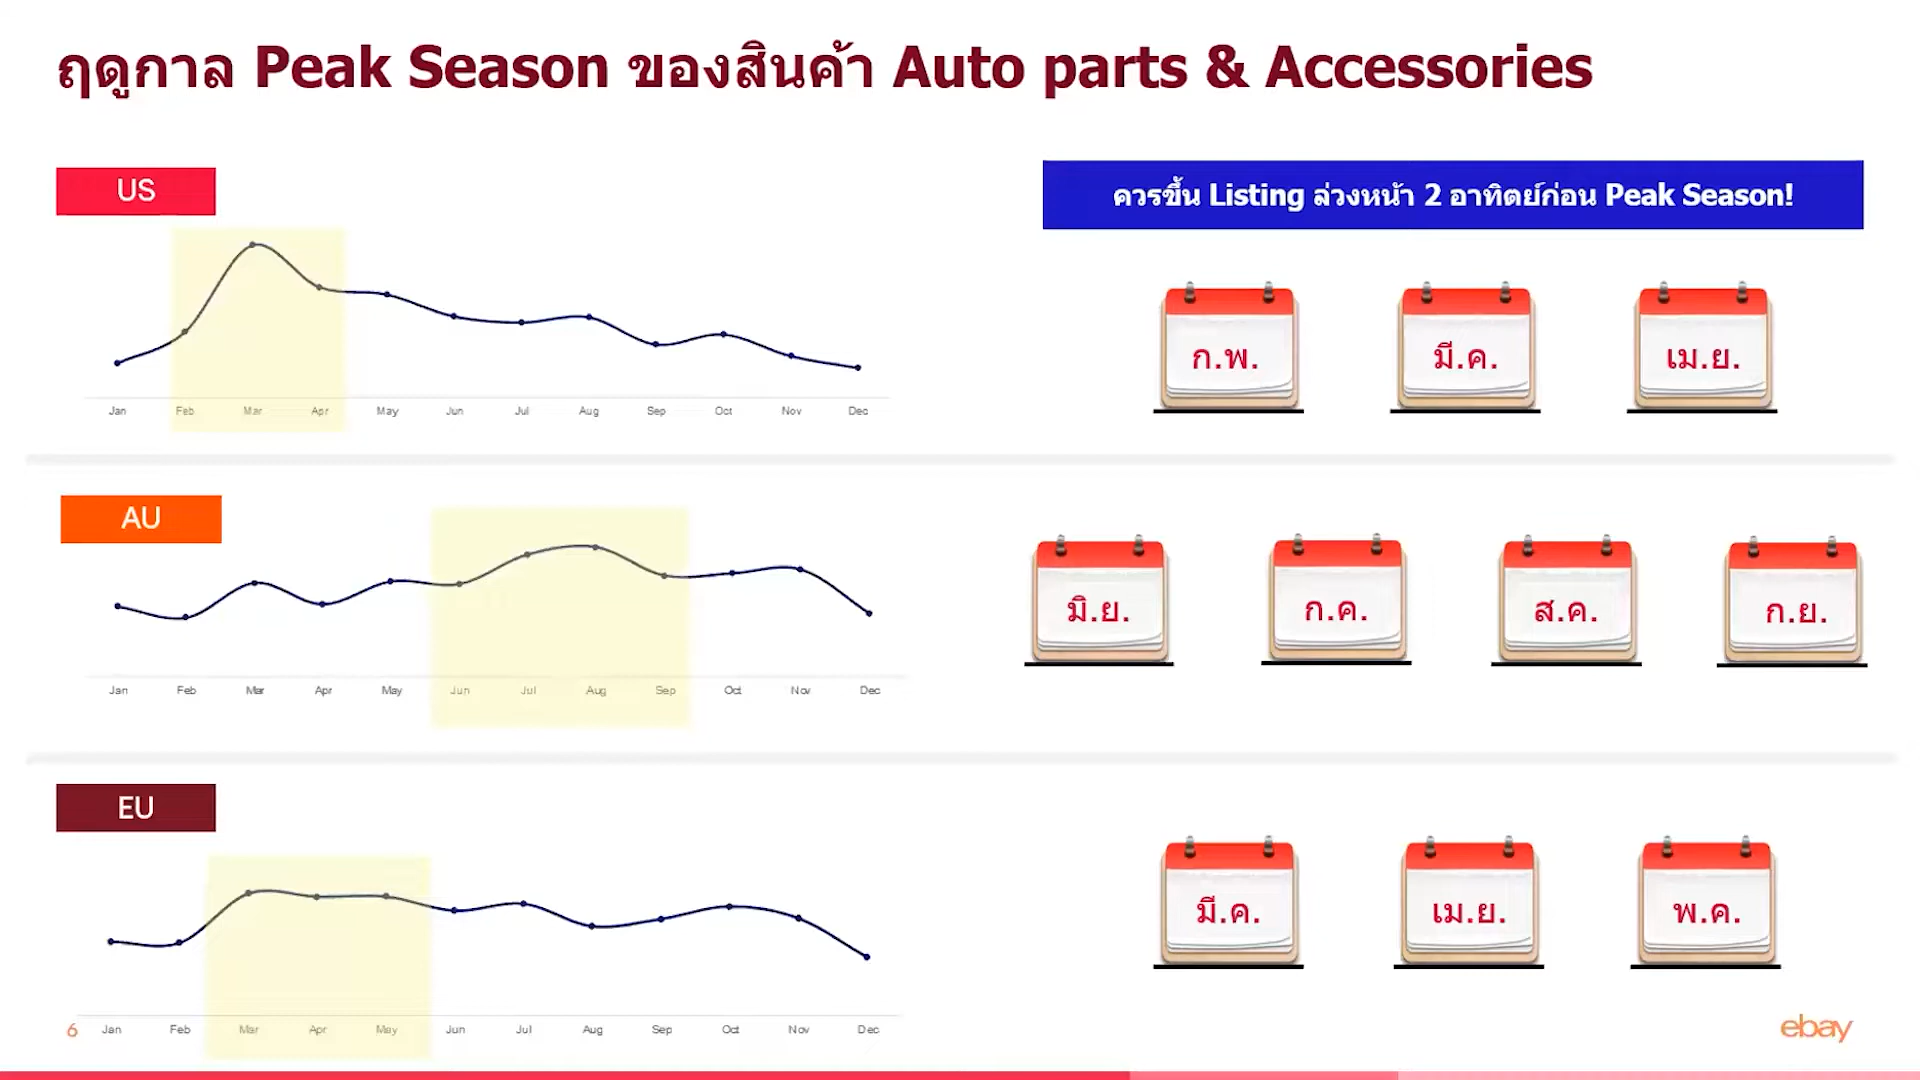 ฤดูกาล Peak Season ของสินค้า Auto parts & Accessories
US
ควรขึ้น Listing ล่วงหน้า 2 อาทิตย์ก่อน Peak Season!
ก.พ. มี.ค. เม.ย.
Jan Feb Mar Apr May Jun Jul Aug Sep Oct Nov Dec
AU
มิ.ย. ก.ค. ส.ค. ก.ย.
Jan Feb Mar Apr May Jun Jul Aug Sep Oct Nov Dec
EU
มี.ค. เม.ย. พ.ค.
Jan Feb Mar Apr May Jun Jul Aug Sep Oct Nov Dec
6
ebay